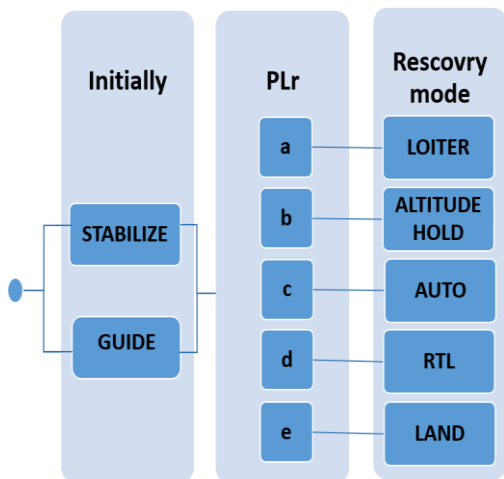 Initially
STABILIZE
GUIDE
PLr
a
b
c
d
e
Rescovry
mode
LOITER
ALTITUDE
HOLD
AUTO
RTL
LAND